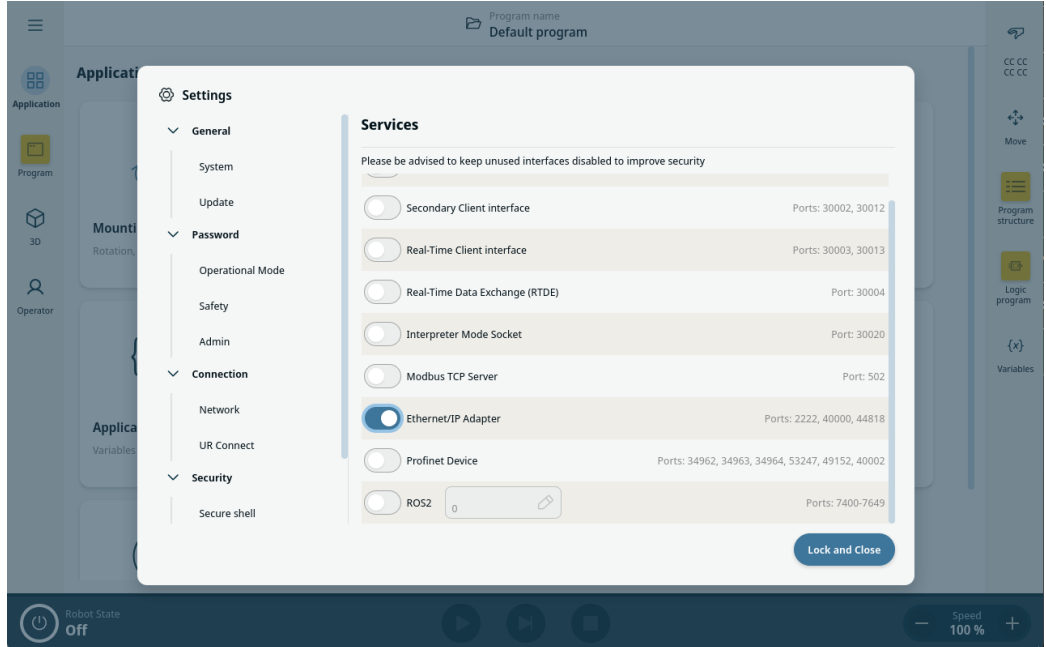 Program name
Default program
Application
Program
3D
Operator
Applicati
Mounti
Rotation,
Applica
Variables
Settings
General
System
Update
Password
Operational Mode
Safety
Admin
Connection
Network
UR Connect
Security
Secure shell
Services
Please be advised to keep unused interfaces disabled to improve security
Secondary Client interface Ports: 30002, 30012
Real-Time Client interface Ports: 30003, 30013
Real-Time Data Exchange (RTDE) Port: 30004
Interpreter Mode Socket Port: 30020
Modbus TCP Server Port: 502
Ethernet/IP Adapter Ports: 2222, 40000, 44818
Profinet Device Ports: 34962, 34963, 34964, 53247, 49152, 40002
ROS2 0 Ports: 7400-7649
Lock and Close
CC CC
CC CC
Move
Program
structure
Logic
program
{x}
Variables
Robot State
Off
Speed
100 %